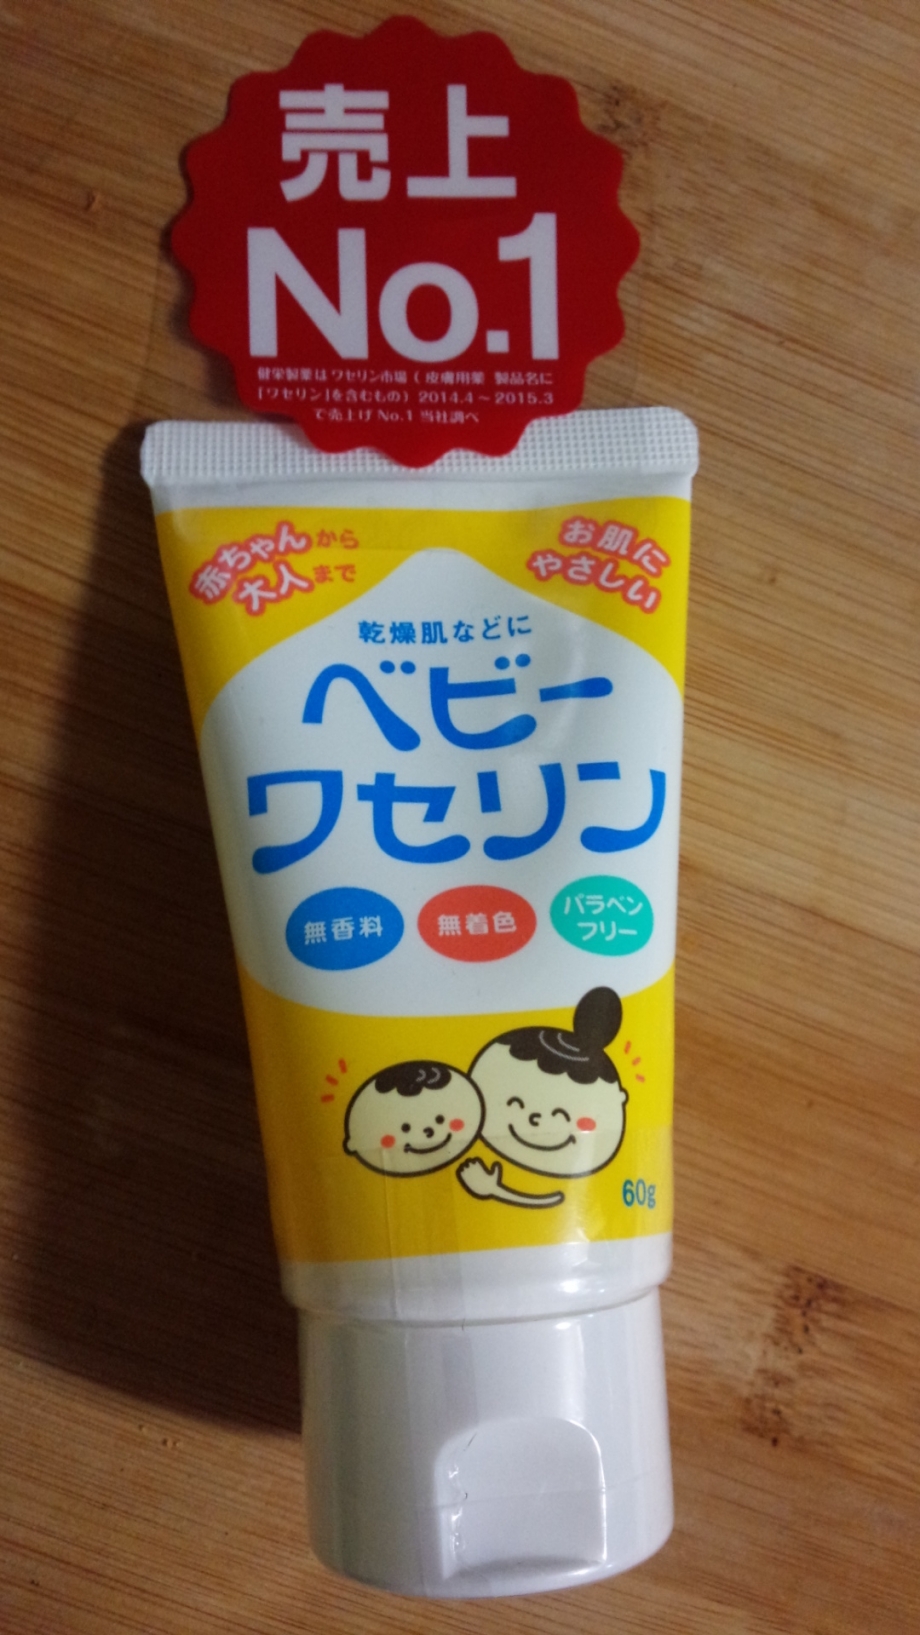 売上
No.1
健栄製薬はワセリン市場(皮膚用薬 製品名に
「ワセリン」を含むもの)2014.4～2015.3
で売上げNo.1 当社調べ
赤ちゃんから
大人まで
お肌に
やさしい
乾燥肌などに
ベビー
ワセリン
無香料
無着色
パラベン
フリー
60g